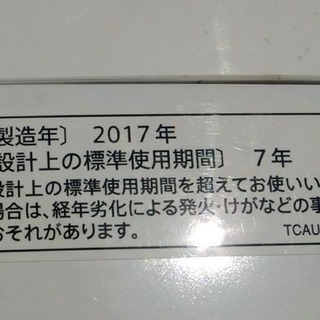 製造年〕 2017年
設計上の標準使用期間〕 7年
設計上の標準使用期間を超えてお使いい
場合は、経年劣化による発火・けがなどの事
おそれがあります。 TCAU